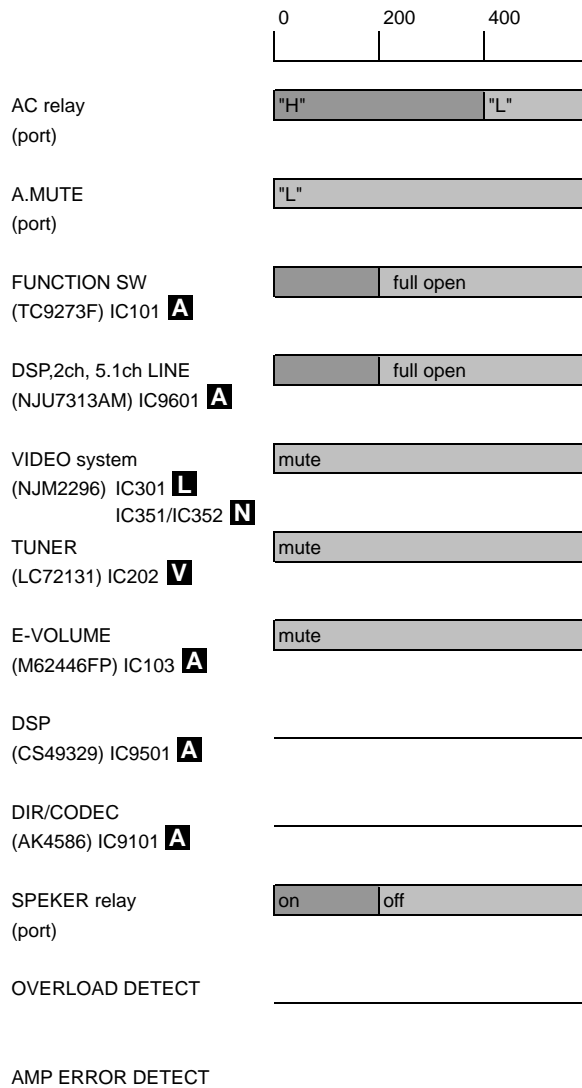 0 200 400
AC relay "H" "L"
(port)
A.MUTE "L"
(port)
FUNCTION SW full open
(TC9273F) IC101 A
DSP,2ch, 5.1ch LINE full open
(NJU7313AM) IC9601 A
VIDEO system mute
(NJM2296) IC301 L
IC351/IC352 N
TUNER mute
(LC72131) IC202 V
E-VOLUME mute
(M62446FP) IC103 A
DSP
(CS49329) IC9501 A
DIR/CODEC
(AK4586) IC9101 A
SPEKER relay on off
(port)
OVERLOAD DETECT
AMP ERROR DETECT